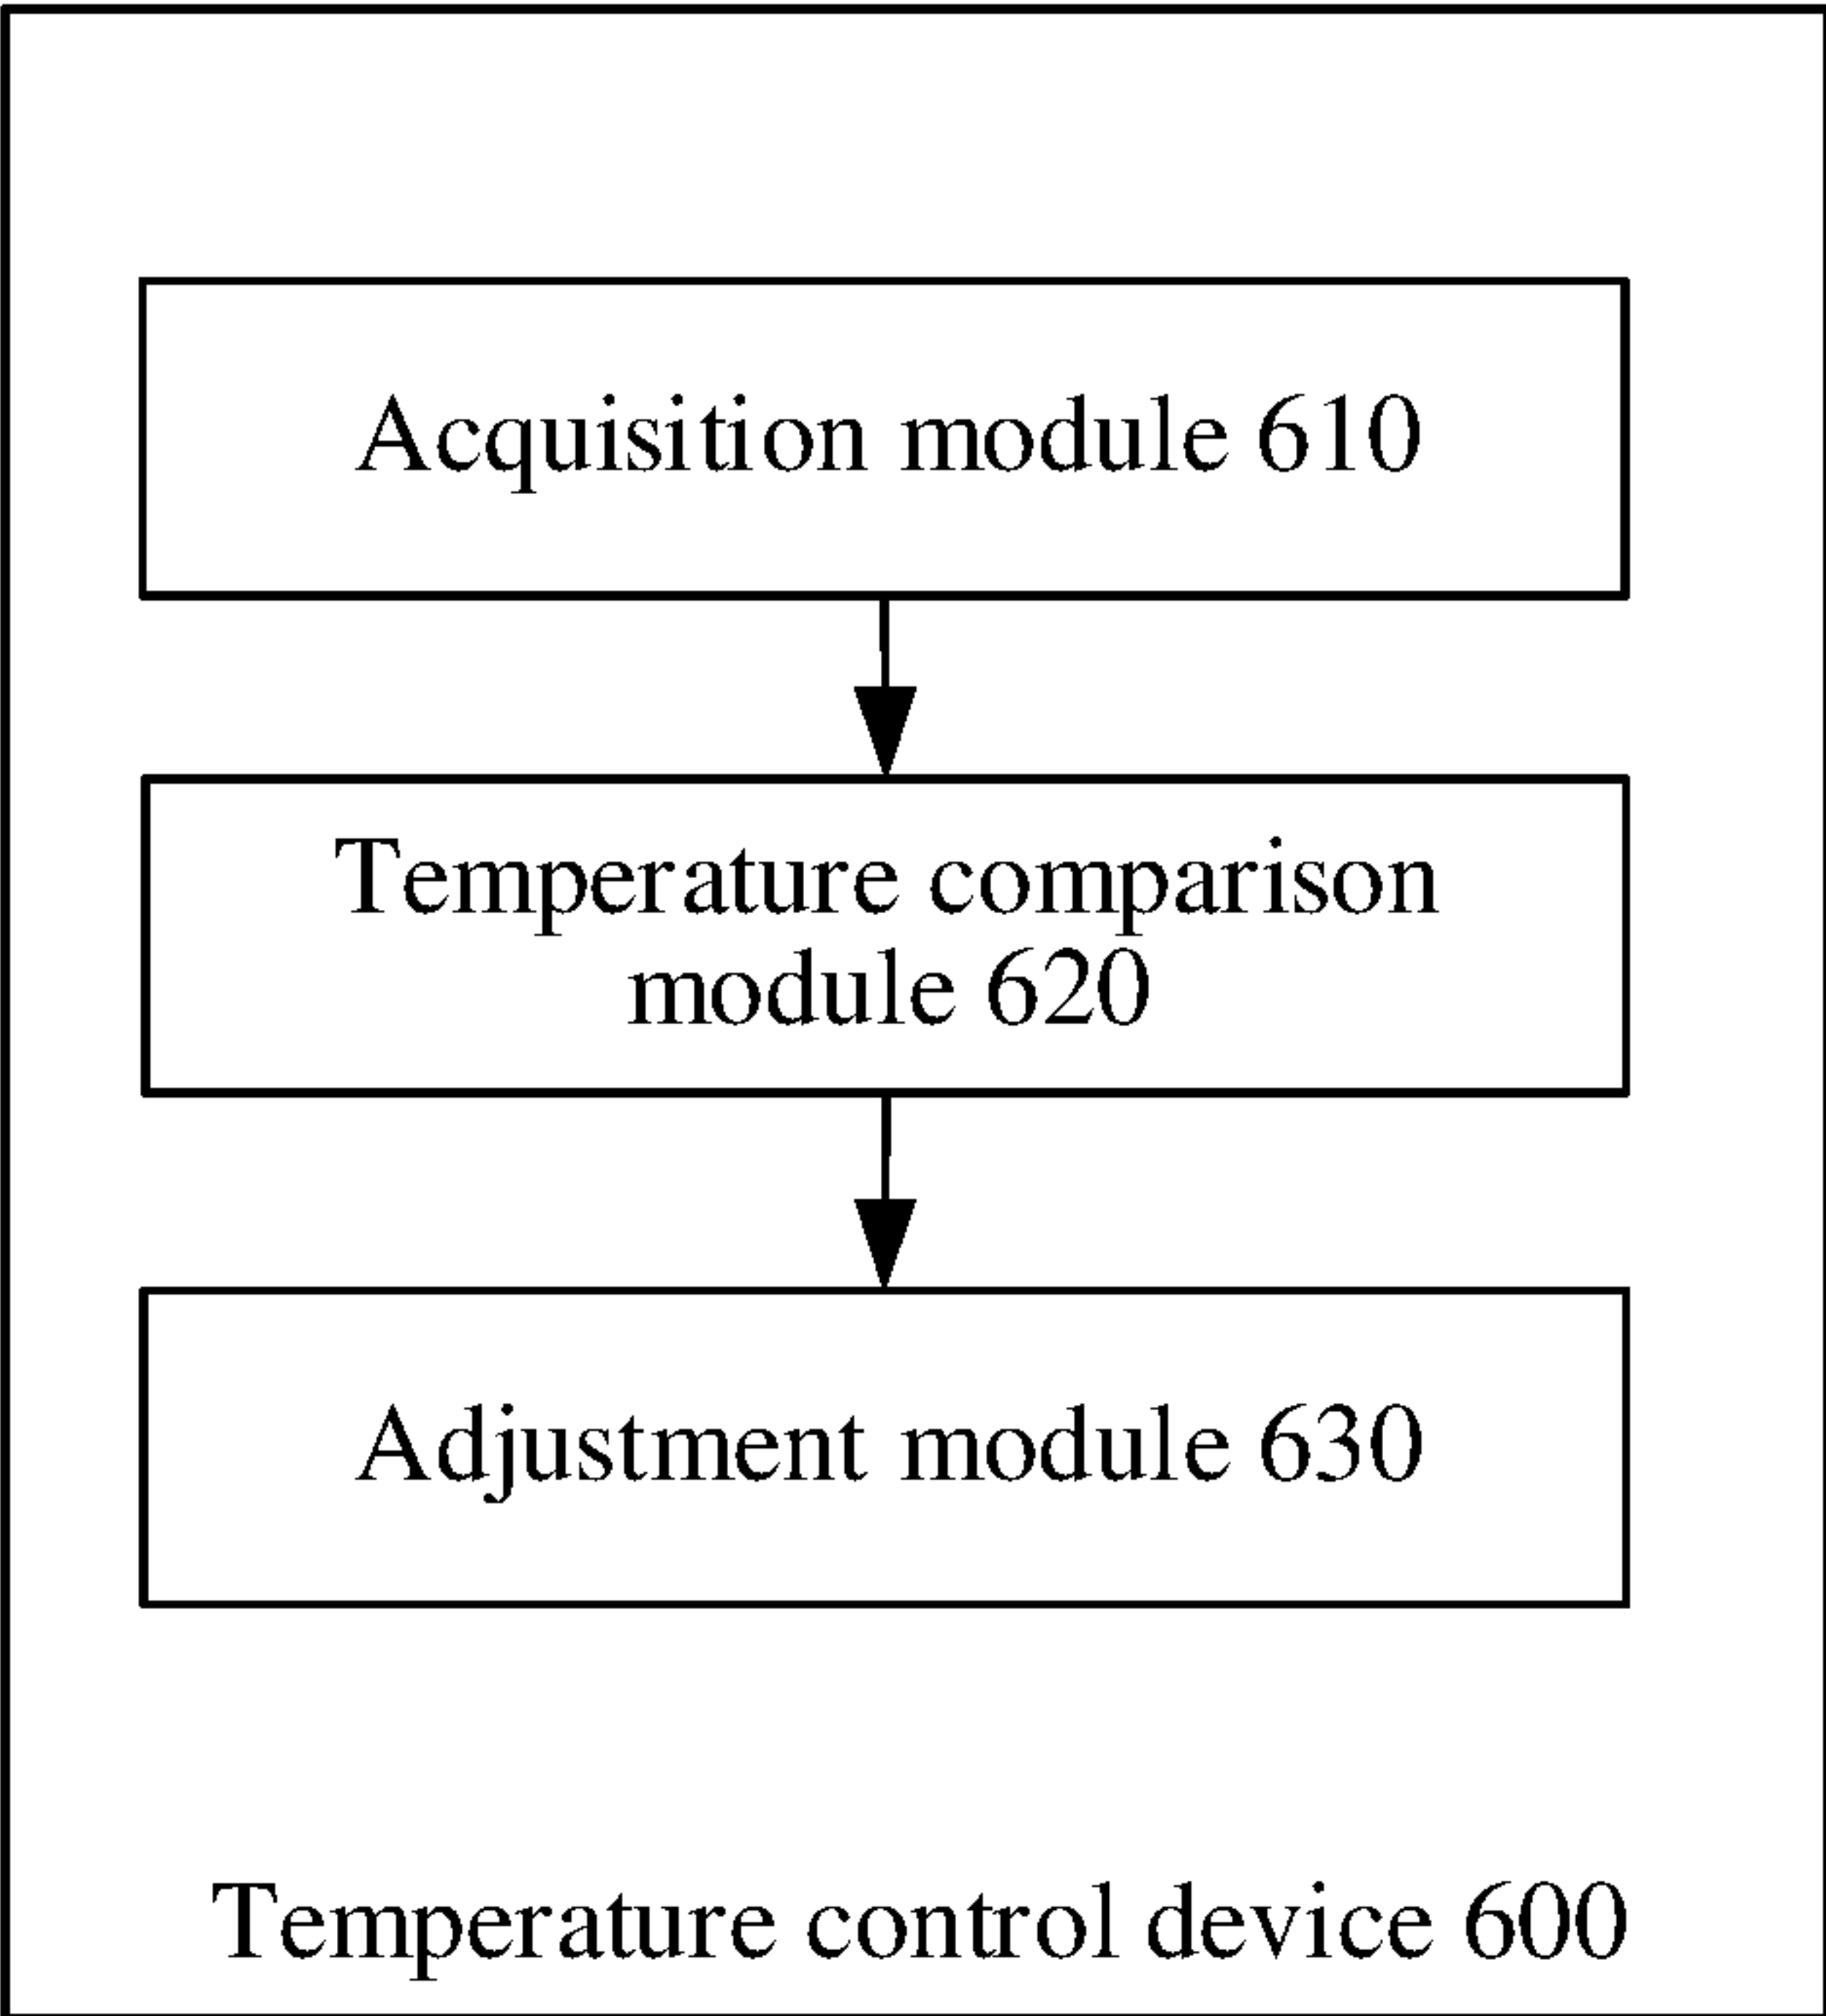 Acquisition module 610
Temperature comparison
module 620
Adjustment module 630
Temperature control device 600